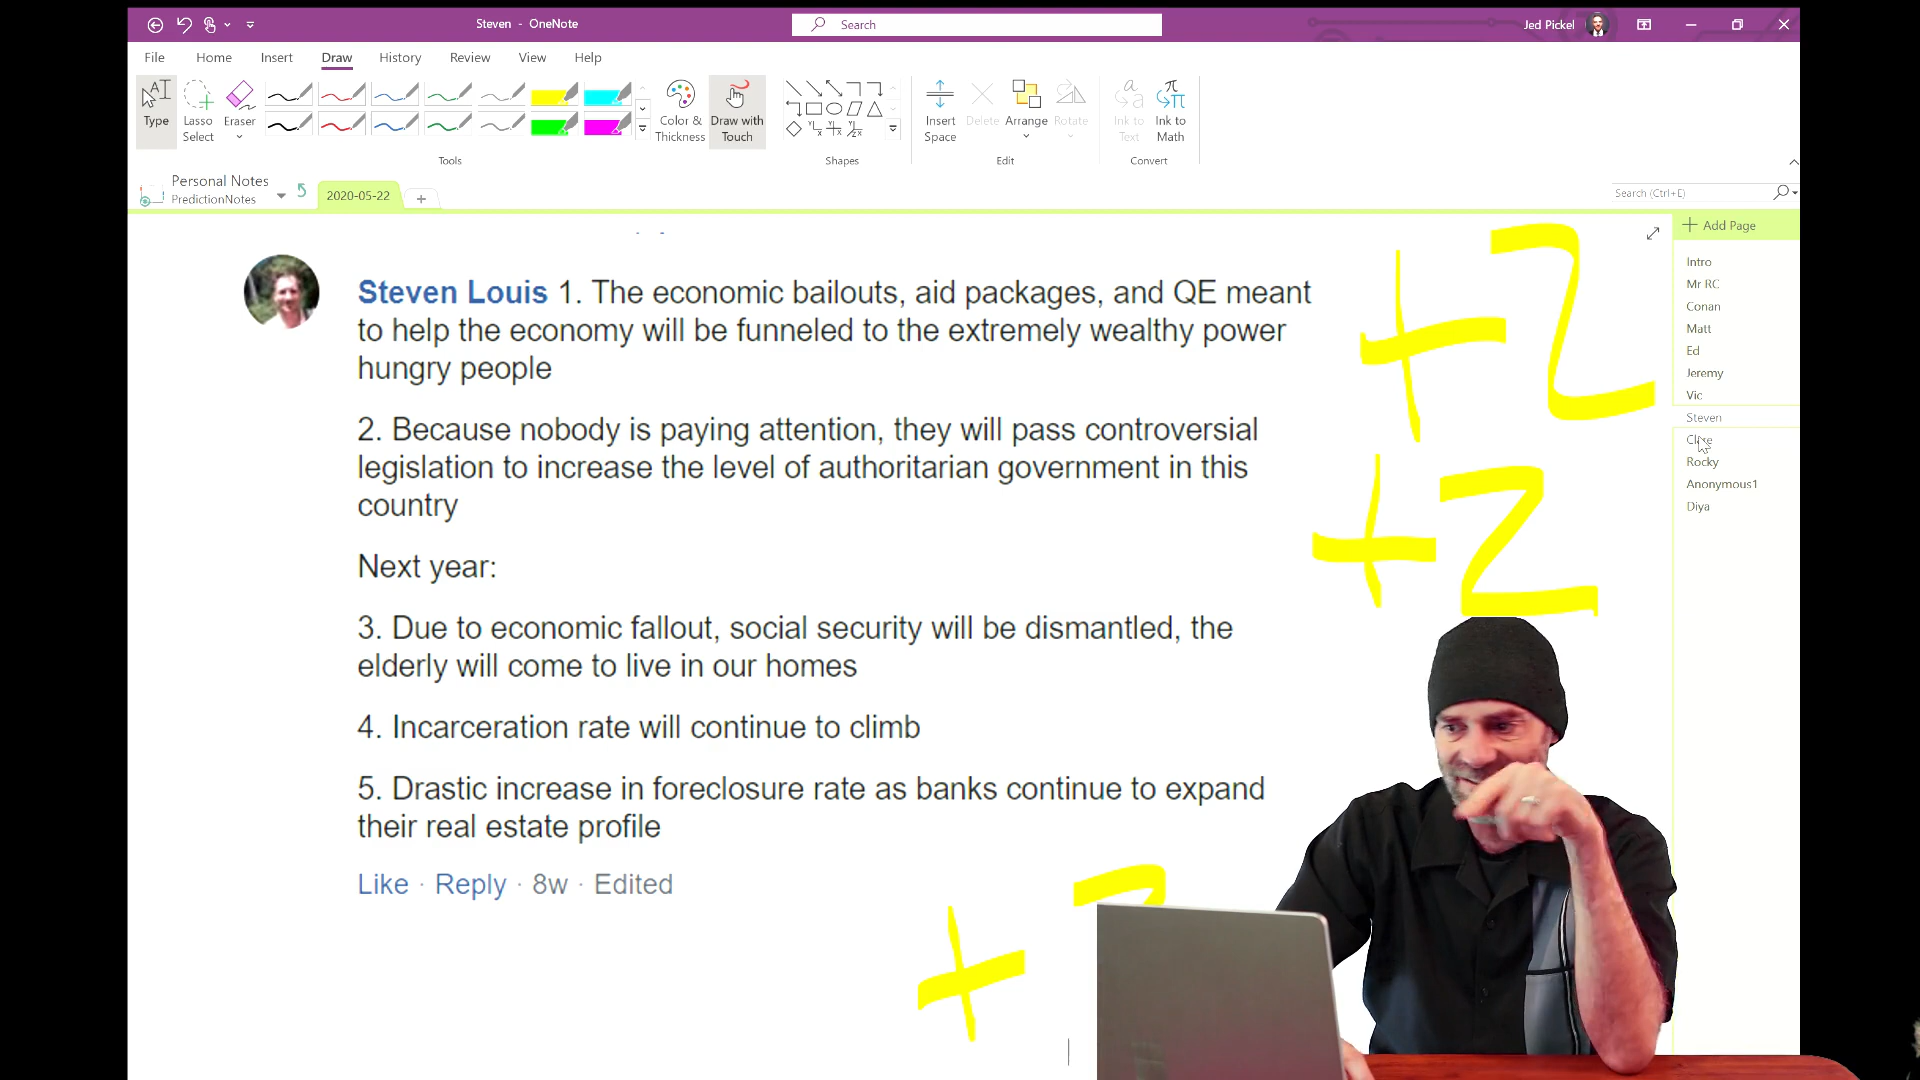 Steven - OneNote
Search
Jed Pickel
File Home Insert Draw History Review View Help
Type
Lasso Select
Eraser
Color & Thickness
Draw with Touch
Insert Space
Delete
Arrange
Rotate
Ink to Text
Ink to Math
Tools
Shapes
Edit
Convert
Personal Notes
PredictionNotes
2020-05-22
Search (Ctrl+E)
Add Page
Intro
Mr RC
Conan
Matt
Ed
Jeremy
Vic
Steven
Rocky
Anonymous1
Diya
Steven Louis 1. The economic bailouts, aid packages, and QE meant
to help the economy will be funneled to the extremely wealthy power
hungry people
2. Because nobody is paying attention, they will pass controversial
legislation to increase the level of authoritarian government in this
country
Next year:
3. Due to economic fallout, social security will be dismantled, the
elderly will come to live in our homes
4. Incarceration rate will continue to climb
5. Drastic increase in foreclosure rate as banks continue to expand
their real estate profile
Like · Reply · 8w · Edited
+2
+2
+